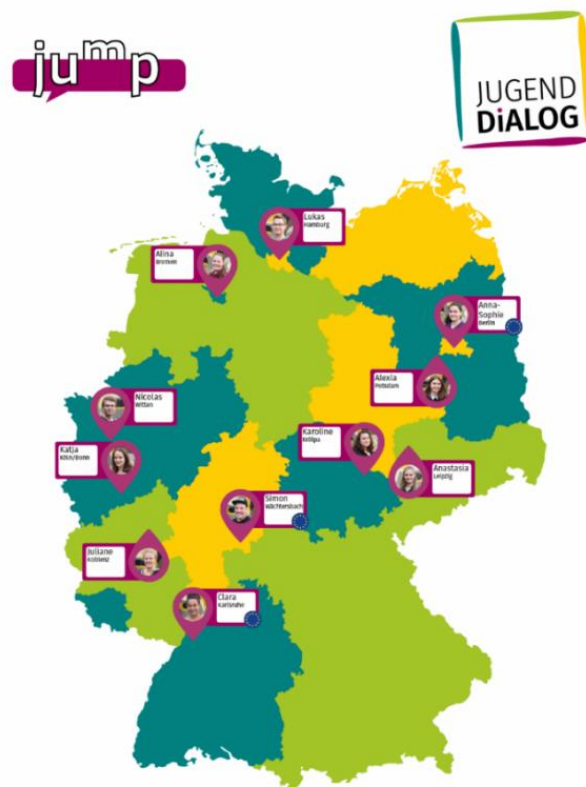 jump
JUGEND
DiALOG
Lukas
Hamburg
Alina
Bremen
Anna-
Sophie
Berlin
Alexia
Potsdam
Nicolas
Witten
Karoline
Katja
Köln/Bonn
Anastasia
Leipzig
Simon
Wächtersbach
Juliane
Koblenz
Clara
Karlsruhe